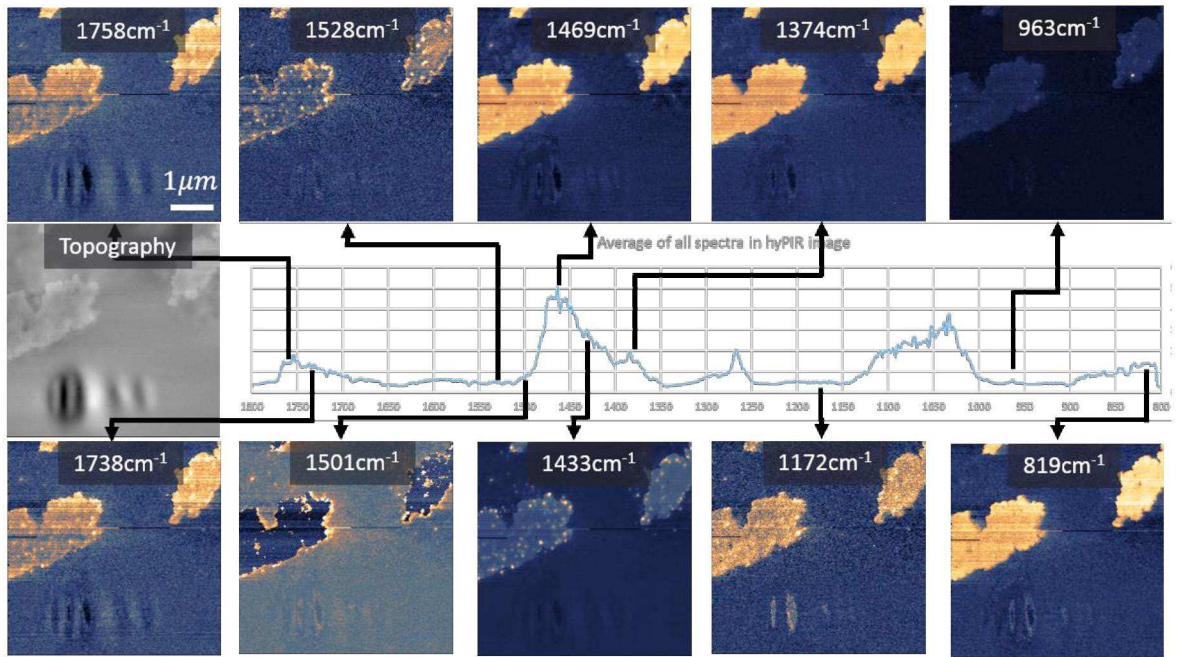 1758cm⁻¹
1528cm⁻¹
1469cm⁻¹
1374cm⁻¹
963cm⁻¹
1μm
Topography
Average of all spectra in hyPIR image
1800 1750 1700 1650 1600 1550 1500 1450 1400 1350 1300 1250 1200 1150 1100 1050 1000 950 900 850 800
1738cm⁻¹
1501cm⁻¹
1433cm⁻¹
1172cm⁻¹
819cm⁻¹